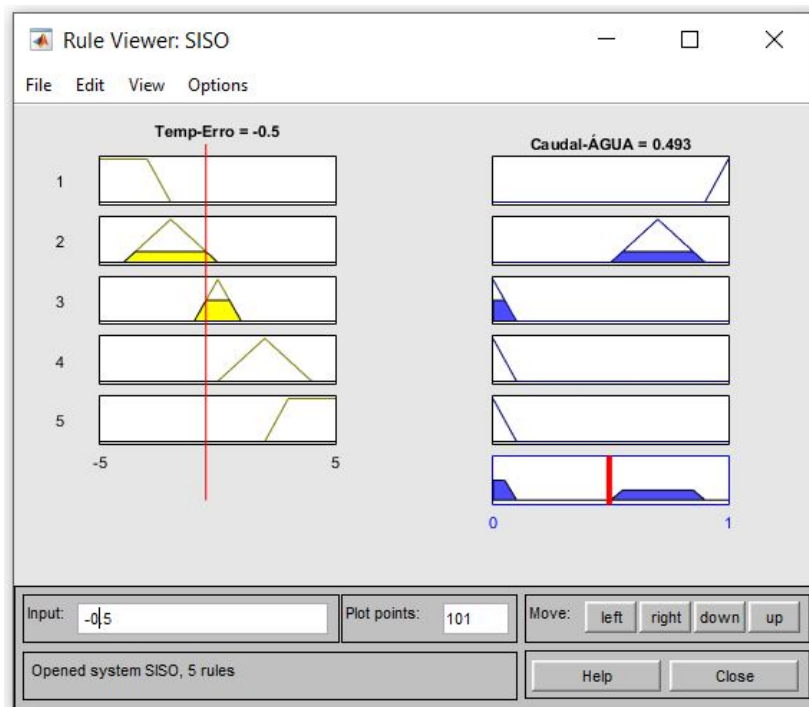 Rule Viewer: SISO
File Edit View Options
Temp-Erro = -0.5
Caudal-ÁGUA = 0.493
1
2
3
4
5
-5 5
0 1
Input: -0.5
Plot points: 101
Move: left right down up
Opened system SISO, 5 rules
Help Close